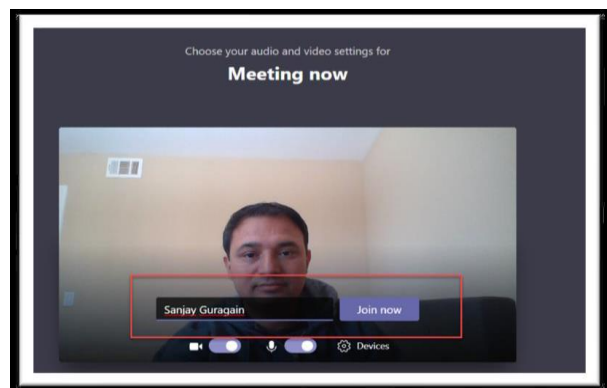 Choose your audio and video settings for
Meeting now
Sanjay Guragain Join now
Devices